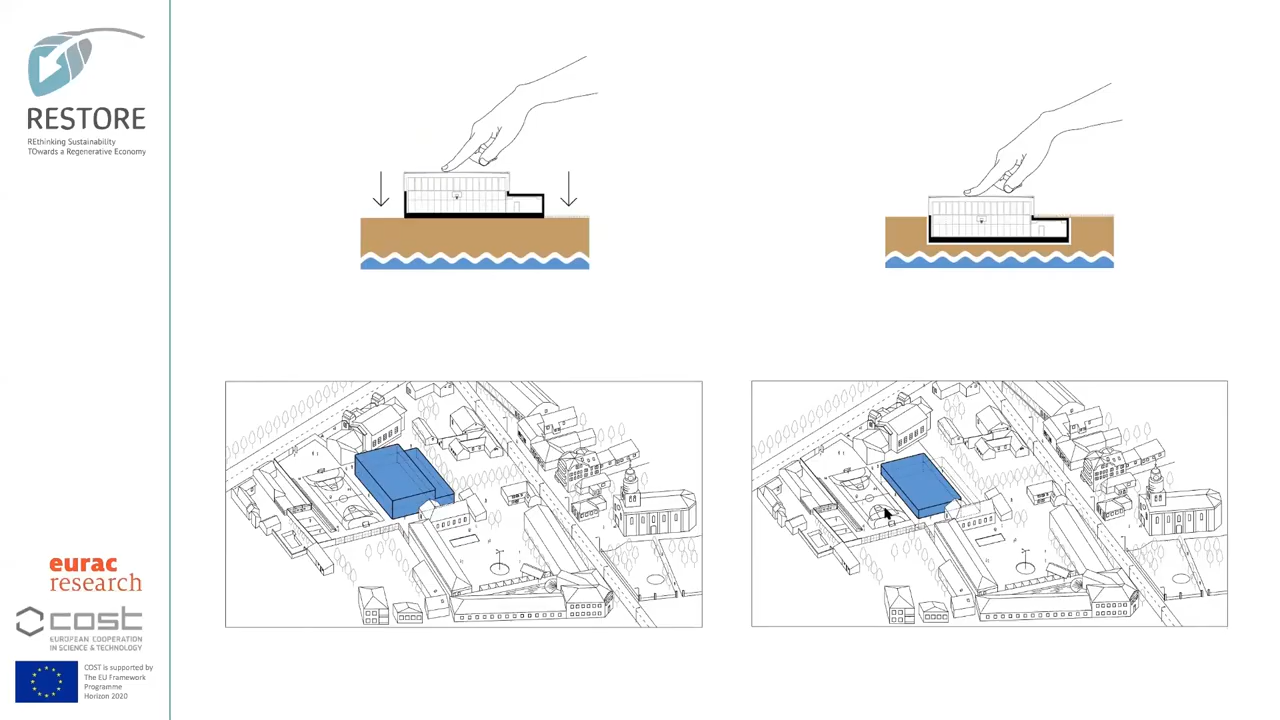 RESTORE
REthinking Sustainability
TOwards a Regenerative Economy
eurac
research
cost
EUROPEAN COOPERATION
IN SCIENCE & TECHNOLOGY
COST is supported by
The EU Framework
Programme
Horizon 2020